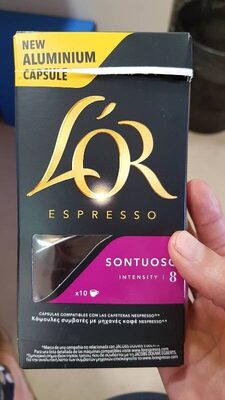 NEW
ALUMINIUM
CAPSULE
L'OR
ESPRESSO
SONTUOSO
INTENSITY | 8
x10
CÁPSULAS COMPATIBLES CON LAS CAFETERAS NESPRESSO
Κάψουλες συμβατές με μηχανές καφέ NESPRESSO